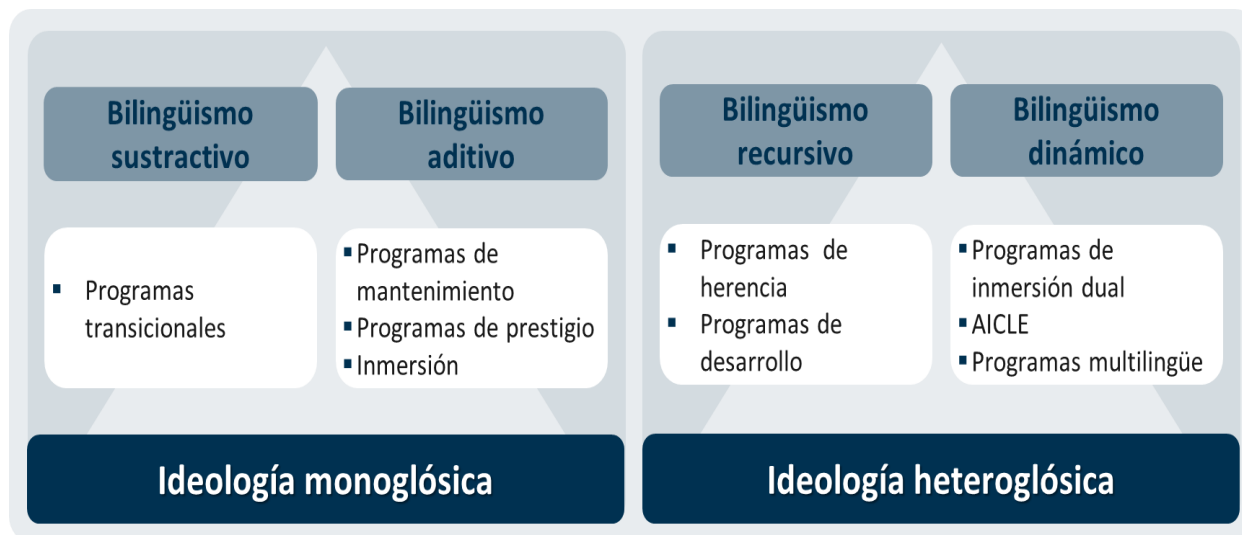 Bilingüismo
sustractivo
Bilingüismo
aditivo
▪ Programas
transicionales
▪ Programas de
mantenimiento
▪ Programas de prestigio
▪ Inmersión
Ideología monoglósica
Bilingüismo
recursivo
Bilingüismo
dinámico
▪ Programas de
herencia
▪ Programas de
desarrollo
▪ Programas de
inmersión dual
▪ AICLE
▪ Programas multilingüe
Ideología heteroglósica